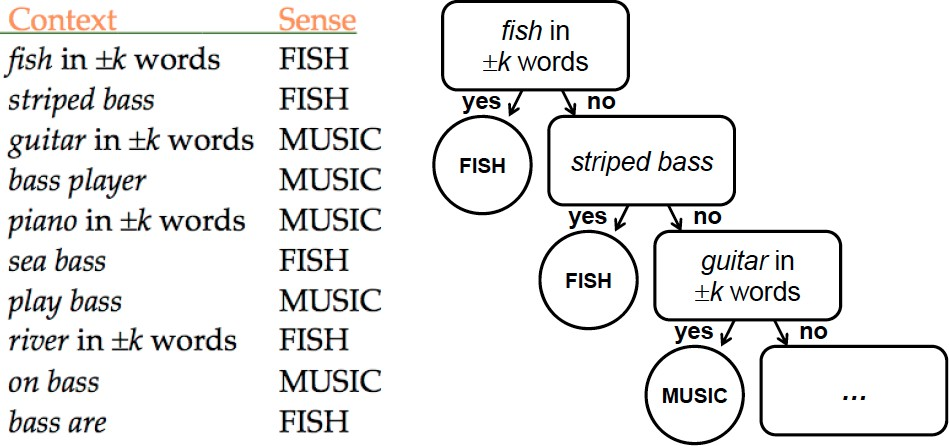 Context Sense
fish in ±k words FISH
striped bass FISH
guitar in ±k words MUSIC
bass player MUSIC
piano in ±k words MUSIC
sea bass FISH
play bass MUSIC
river in ±k words FISH
on bass MUSIC
bass are FISH
fish in
±k words
yes no
FISH
striped bass
yes no
FISH
guitar in
±k words
yes no
MUSIC
...